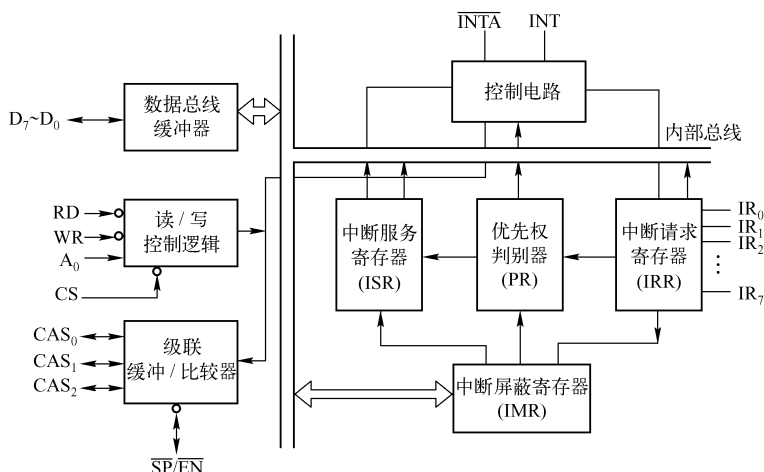 INTA INT
控制电路
D7~D0
数据总线
缓冲器
内部总线
RD
WR
A0
CS
读 / 写
控制逻辑
中断服务
寄存器
(ISR)
优先权
判别器
(PR)
中断请求
寄存器
(IRR)
IR0
IR1
IR2
⋮
IR7
CAS0
CAS1
CAS2
级联
缓冲 / 比较器
SP/EN
中断屏蔽寄存器
(IMR)